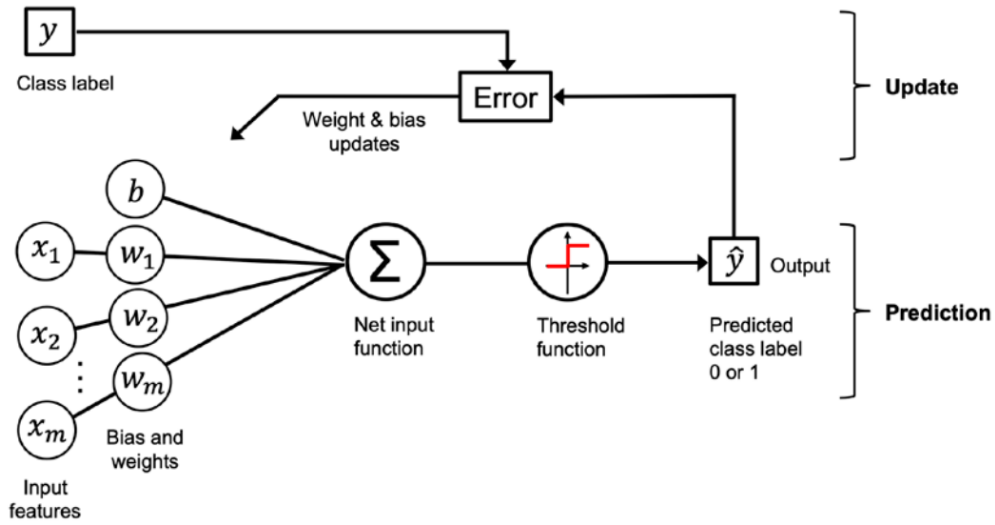 y
Class label
Error
Update
Weight & bias
updates
b
x₁
w₁
x₂
w₂
⋮
wₘ
xₘ
Σ
ŷ
Output
Net input
function
Threshold
function
Predicted
class label
0 or 1
Prediction
Bias and
weights
Input
features